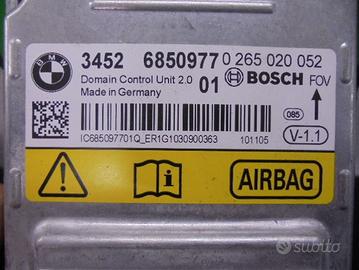 BMW
3452 6850977 0 265 020 052
Domain Control Unit 2.0 01 BOSCH FOV
Made in Germany
085
IC685097701Q_ER1G1030900363 101105 V-1.1
AIRBAG
subito